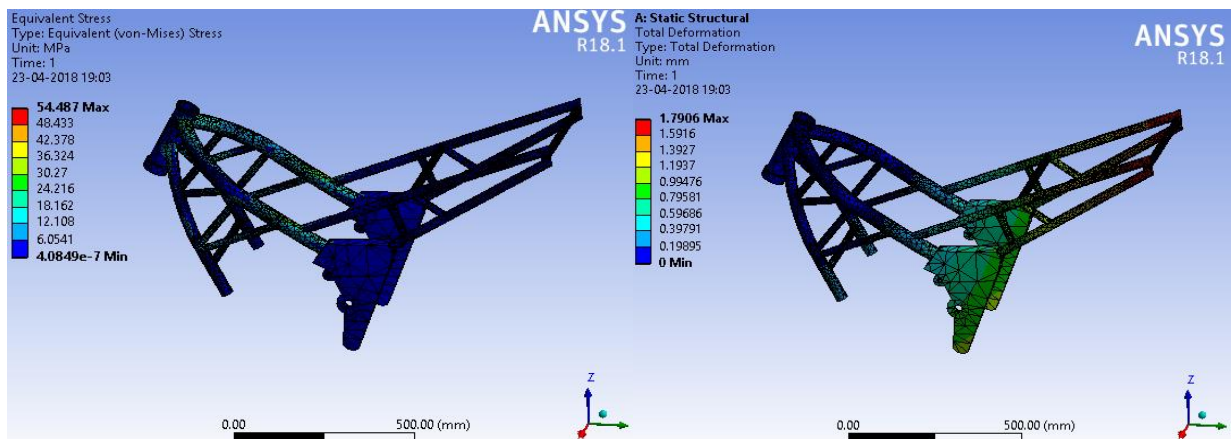 Equivalent Stress
Type: Equivalent (von-Mises) Stress
Unit: MPa
Time: 1
23-04-2018 19:03
54.487 Max
48.433
42.378
36.324
30.27
24.216
18.162
12.108
6.0541
4.0849e-7 Min
ANSYS
R18.1
0.00
500.00 (mm)
Z
A: Static Structural
Total Deformation
Type: Total Deformation
Unit: mm
Time: 1
23-04-2018 19:03
1.7906 Max
1.5916
1.3927
1.1937
0.99476
0.79581
0.59686
0.39791
0.19895
0 Min
ANSYS
R18.1
0.00
500.00 (mm)
Z